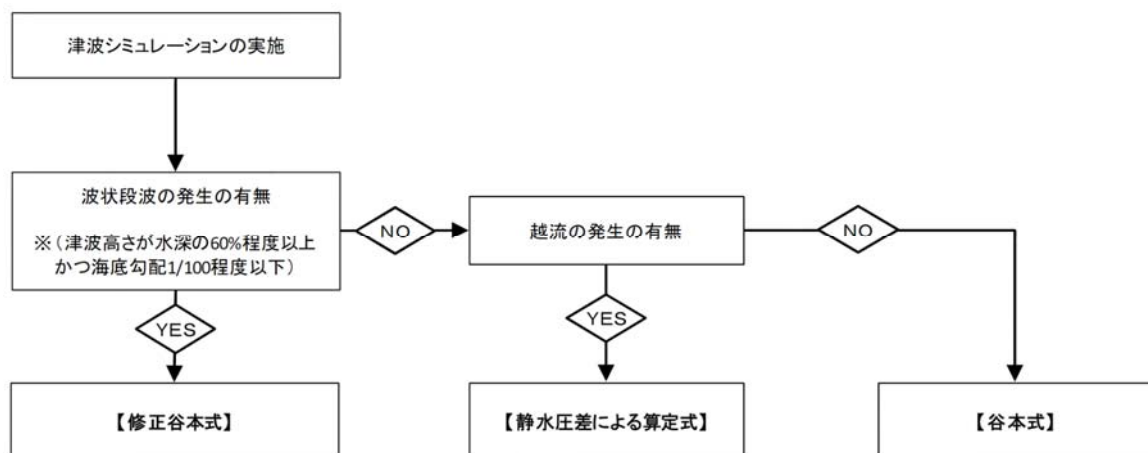 津波シミュレーションの実施
波状段波の発生の有無
※（津波高さが水深の60%程度以上
かつ海底勾配1/100程度以下）
NO
越流の発生の有無
NO
YES
YES
【修正谷本式】
【静水圧差による算定式】
【谷本式】